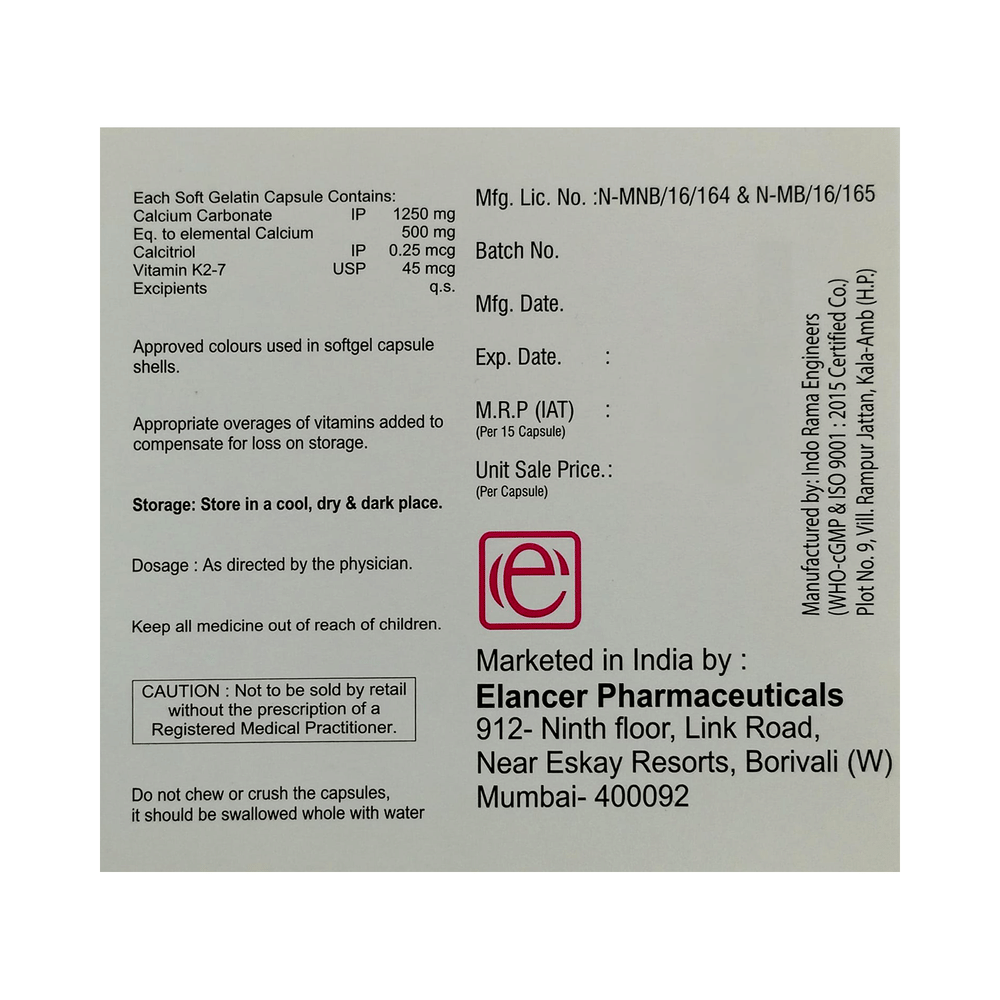 Each Soft Gelatin Capsule Contains:
Calcium Carbonate IP 1250 mg
Eq. to elemental Calcium 500 mg
Calcitriol IP 0.25 mcg
Vitamin K2-7 USP 45 mcg
Excipients q.s.
Approved colours used in softgel capsule
shells.
Appropriate overages of vitamins added to
compensate for loss on storage.
Storage: Store in a cool, dry & dark place.
Dosage : As directed by the physician.
Keep all medicine out of reach of children.
CAUTION : Not to be sold by retail
without the prescription of a
Registered Medical Practitioner.
Do not chew or crush the capsules,
it should be swallowed whole with water
Mfg. Lic. No. :N-MNB/16/164 & N-MB/16/165
Batch No.
Mfg. Date.
Exp. Date. :
M.R.P (IAT) :
(Per 15 Capsule)
Unit Sale Price.:
(Per Capsule)
e
Marketed in India by :
Elancer Pharmaceuticals
912- Ninth floor, Link Road,
Near Eskay Resorts, Borivali (W)
Mumbai- 400092
Manufactured by: Indo Rama Engineers
(WHO-cGMP & ISO 9001 : 2015 Certified Co.)
Plot No. 9, Vill. Rampur Jattan, Kala-Amb (H.P.)